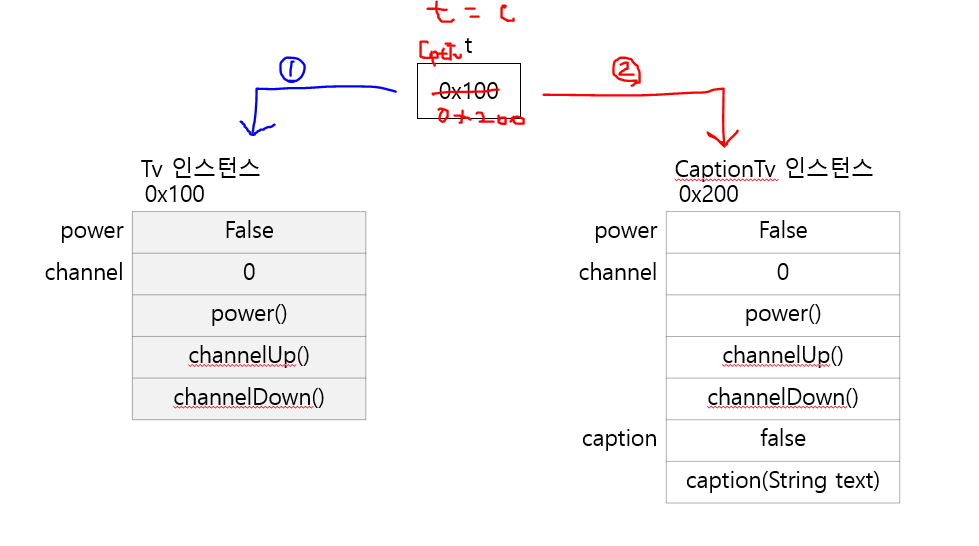 t = c
t
①
②
0x100
0x200
Tv 인스턴스
0x100
power False
channel 0
power()
channelUp()
channelDown()
CaptionTv 인스턴스
0x200
power False
channel 0
power()
channelUp()
channelDown()
caption false
caption(String text)